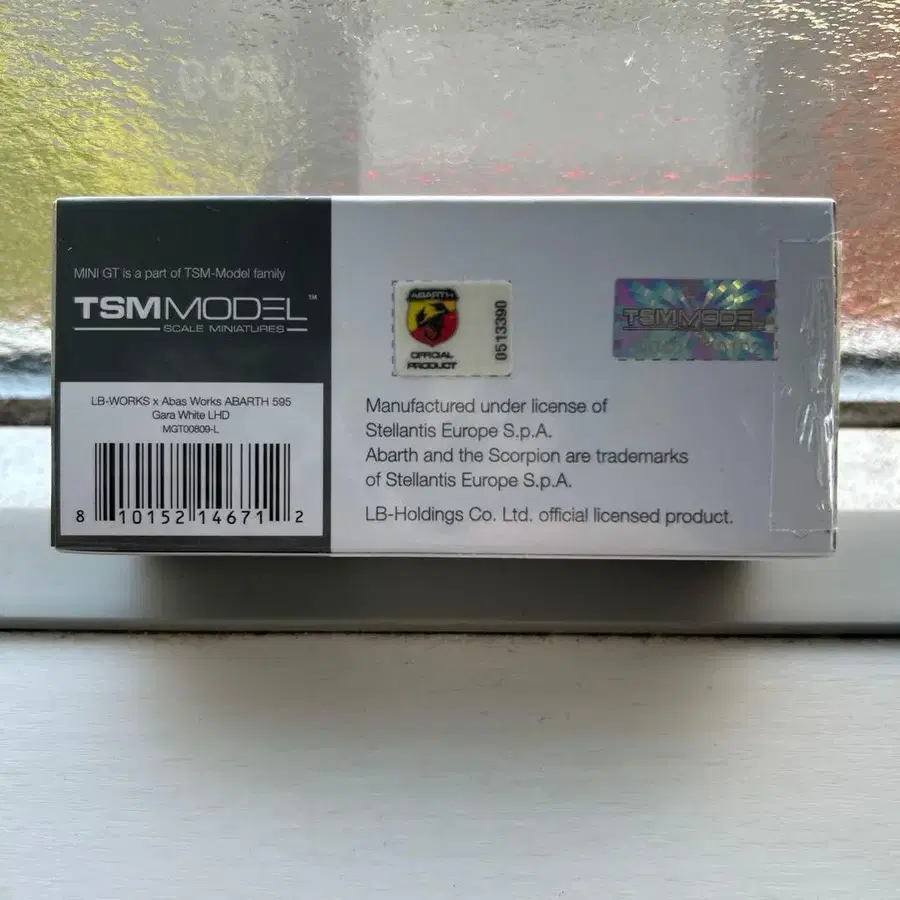 MINI GT is a part of TSM-Model family
TSMMODEL™
SCALE MINIATURES
LB-WORKS x Abas Works ABARTH 595
Gara White LHD
MGT00809-L
8 10152 14671 2
ABARTH
OFFICIAL
PRODUCT
0513390
TSMMODEL
Manufactured under license of
Stellantis Europe S.p.A.
Abarth and the Scorpion are trademarks
of Stellantis Europe S.p.A.
LB-Holdings Co. Ltd. official licensed product.